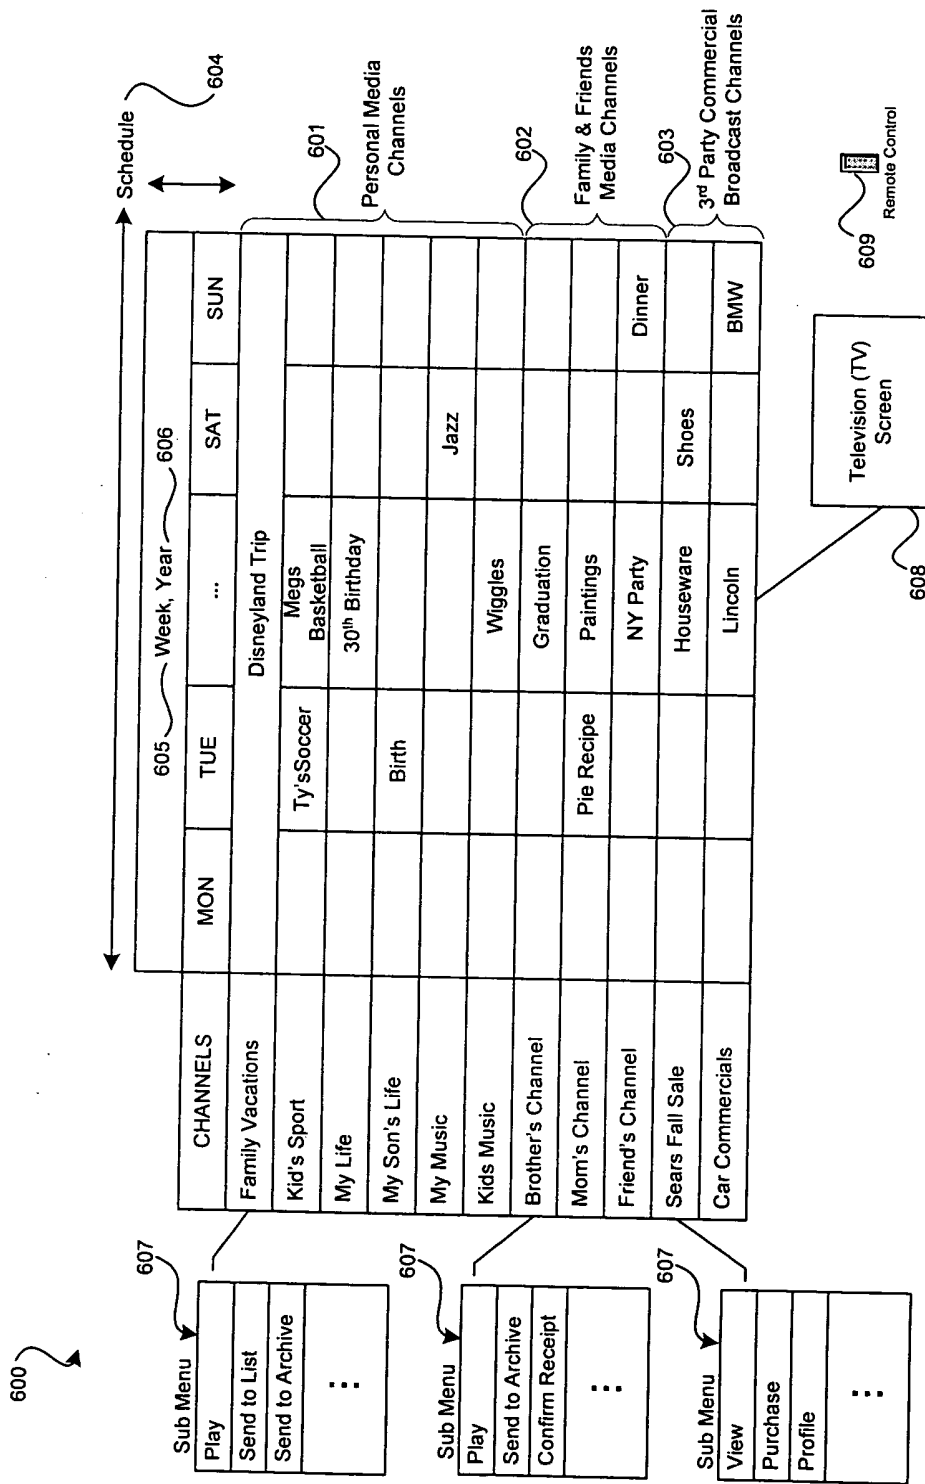 600
Schedule
604
605 Week, Year 606
CHANNELS MON TUE ... SAT SUN
Family Vacations Disneyland Trip
Kid's Sport Ty'sSoccer Megs Basketball
My Life 30th Birthday
My Son's Life Birth
My Music Jazz
Kids Music Wiggles
Brother's Channel Graduation
Mom's Channel Pie Recipe Paintings
Friend's Channel NY Party Dinner
Sears Fall Sale Houseware Shoes
Car Commercials Lincoln BMW
601
Personal Media
Channels
602
Family & Friends
Media Channels
603
3rd Party Commercial
Broadcast Channels
607
Sub Menu
Play
Send to List
Send to Archive
⋮
607
Sub Menu
Play
Send to Archive
Confirm Receipt
⋮
607
Sub Menu
View
Purchase
Profile
⋮
Television (TV)
Screen
608
609
Remote Control